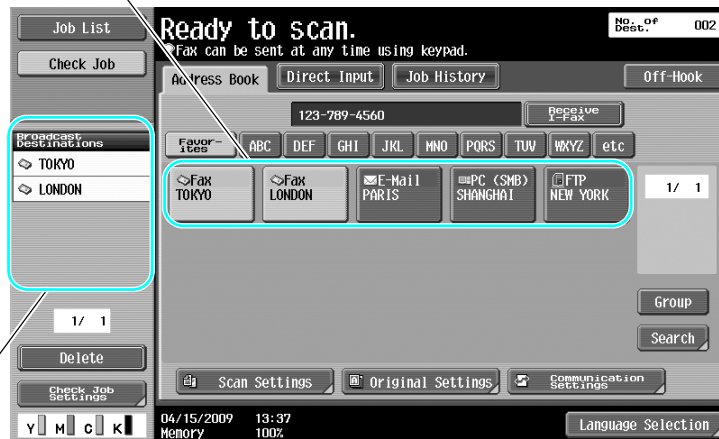 Job List
Check Job
Broadcast
Destinations
TOKYO
LONDON
1/ 1
Delete
Check Job
Settings
Y M C K
Ready to scan.
Fax can be sent at any time using keypad.
No. of
Dest.
002
Address Book
Direct Input
Job History
Off-Hook
123-789-4560
Receive
I-Fax
Favor-
ites
ABC
DEF
GHI
JKL
MNO
PQRS
TUV
WXYZ
etc
Fax
TOKYO
Fax
LONDON
E-Mail
PARIS
PC (SMB)
SHANGHAI
FTP
NEW YORK
1/ 1
Group
Search
Scan Settings
Original Settings
Communication
Settings
04/15/2009 13:37
Memory 100%
Language Selection